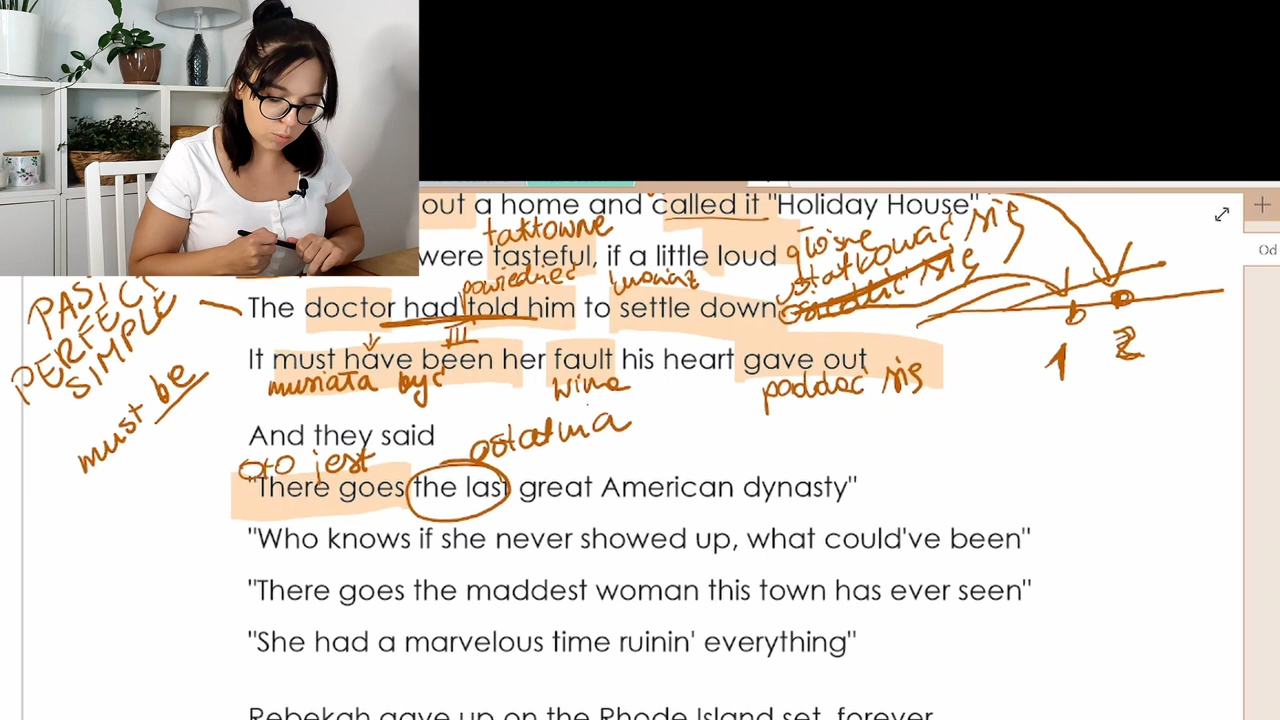 out a home and called it "Holiday House"
taktowne
głośne
were tasteful, if a little loud
ustatkować się
powiedzieć
The doctor had told him to settle down
III
PAST
PERFECT
SIMPLE
It must have been her fault his heart gave out
musiała być
wina
poddać się
1
2
must be
And they said
ostatnia
oto jest
"There goes the last great American dynasty"
"Who knows if she never showed up, what could've been"
"There goes the maddest woman this town has ever seen"
"She had a marvelous time ruinin' everything"
Rebekah gave up on the Rhode Island set, forever
Od